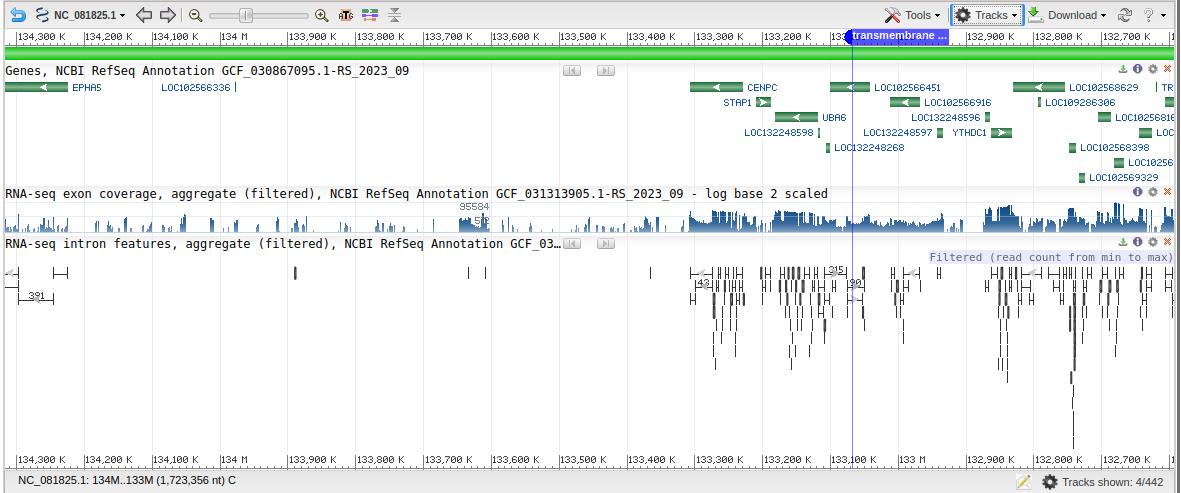 NC_081825.1 Tools Tracks Download ?
134,300 K 134,200 K 134,100 K 134 M 133,900 K 133,800 K 133,700 K 133,600 K 133,500 K 133,400 K 133,300 K 133,200 K transmembrane ... 132,900 K 132,800 K 132,700 K
Genes, NCBI RefSeq Annotation GCF_030867095.1-RS_2023_09
EPHA5 LOC102566336 CENPC LOC102566451 LOC102568629 TR
STAP1 LOC102566916 LOC109286306
UBA6 LOC132248596 LOC10256816
LOC132248598 LOC132248597 YTHDC1 LOC
LOC132248268 LOC102568398
LOC10256
LOC102569329
RNA-seq exon coverage, aggregate (filtered), NCBI RefSeq Annotation GCF_031313905.1-RS_2023_09 - log base 2 scaled
95584
512
RNA-seq intron features, aggregate (filtered), NCBI RefSeq Annotation GCF_03...
Filtered (read count from min to max)
315
43 90
391
134,300 K 134,200 K 134,100 K 134 M 133,900 K 133,800 K 133,700 K 133,600 K 133,500 K 133,400 K 133,300 K 133,200 K 133,100 K 133 M 132,900 K 132,800 K 132,700 K
NC_081825.1: 134M..133M (1,723,356 nt) C Tracks shown: 4/442